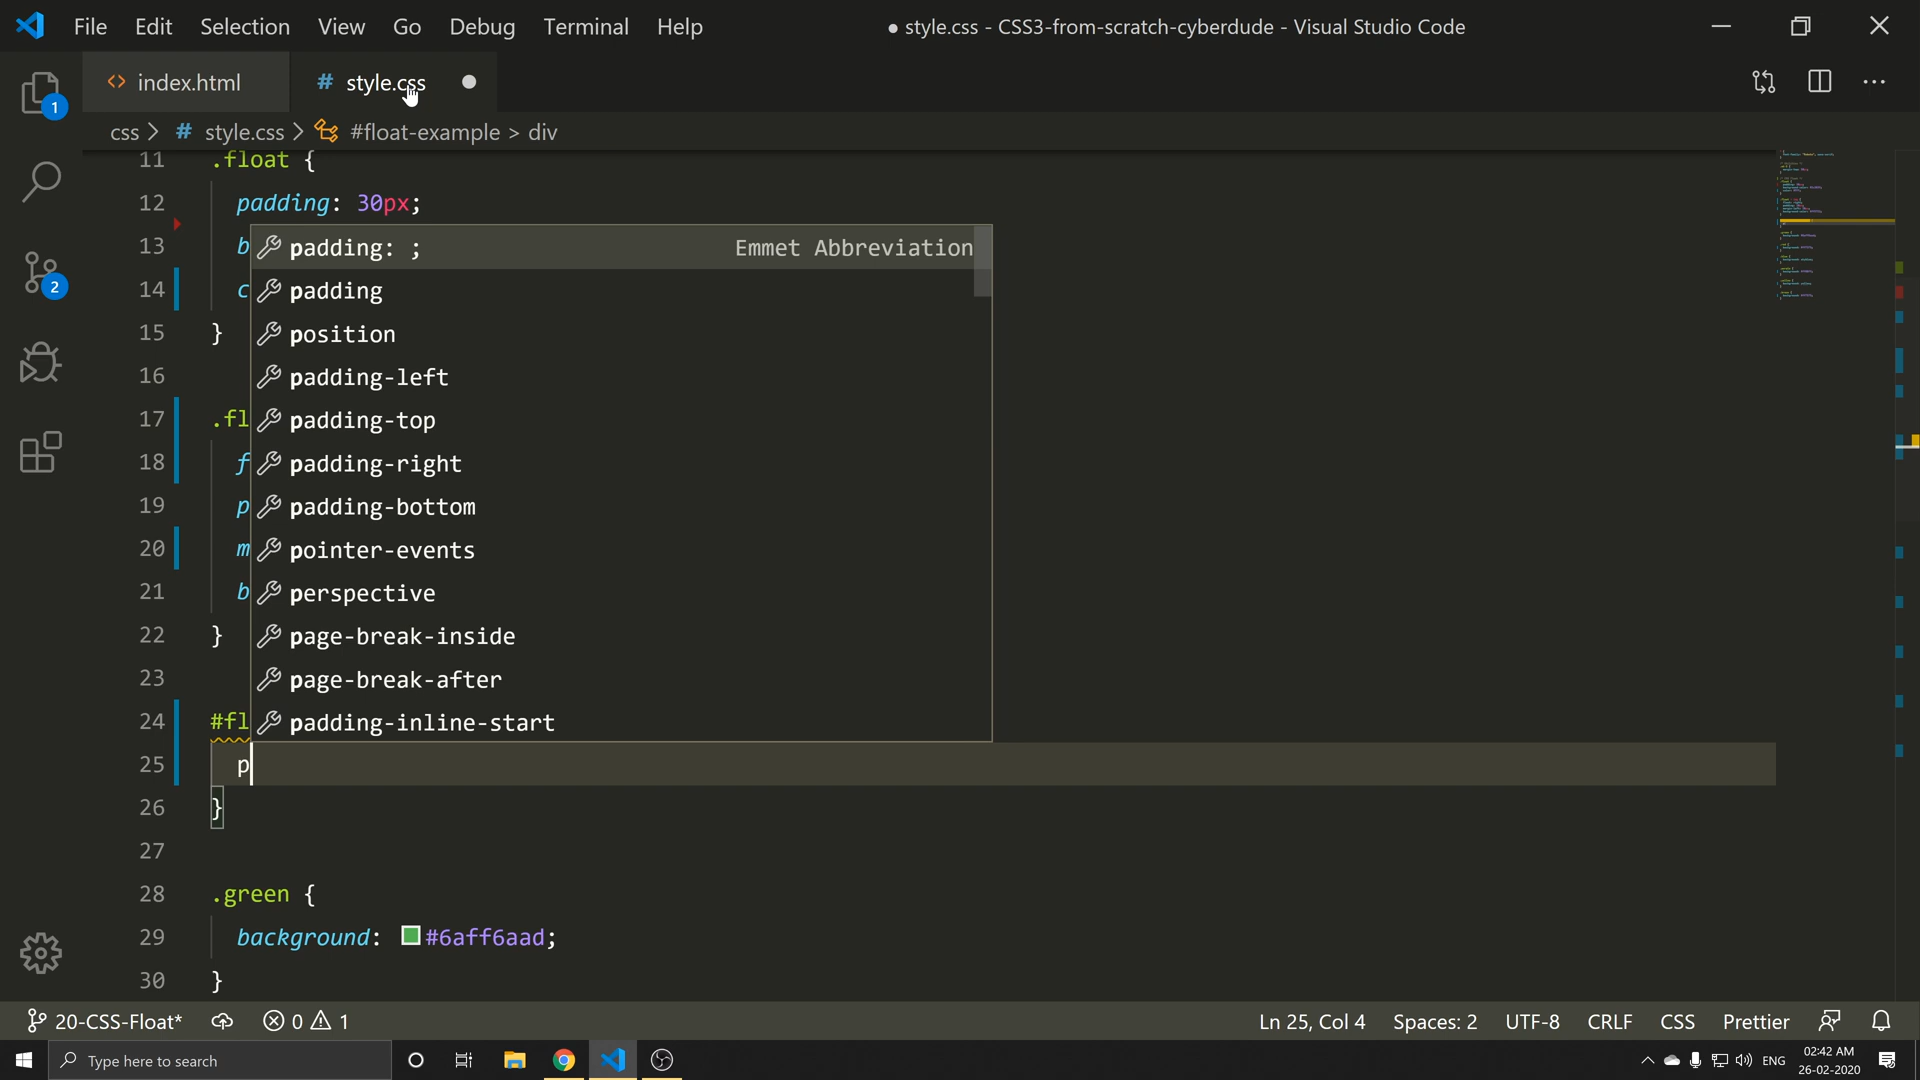 File Edit Selection View Go Debug Terminal Help
● style.css - CSS3-from-scratch-cyberdude - Visual Studio Code
<> index.html
# style.css ●
css > # style.css > #float-example > div
1
2
11 .float {
12 padding: 30px;
13 b
14 c
15 }
16
17 .fl
18 f
19 p
20 m
21 b
22 }
23
24 #fl
25 p
26 }
27
28 .green {
29 background: #6aff6aad;
30 }
padding: ; Emmet Abbreviation
padding
position
padding-left
padding-top
padding-right
padding-bottom
pointer-events
perspective
page-break-inside
page-break-after
padding-inline-start
20-CSS-Float* 0 1
Ln 25, Col 4 Spaces: 2 UTF-8 CRLF CSS Prettier
Type here to search
ENG
02:42 AM
26-02-2020